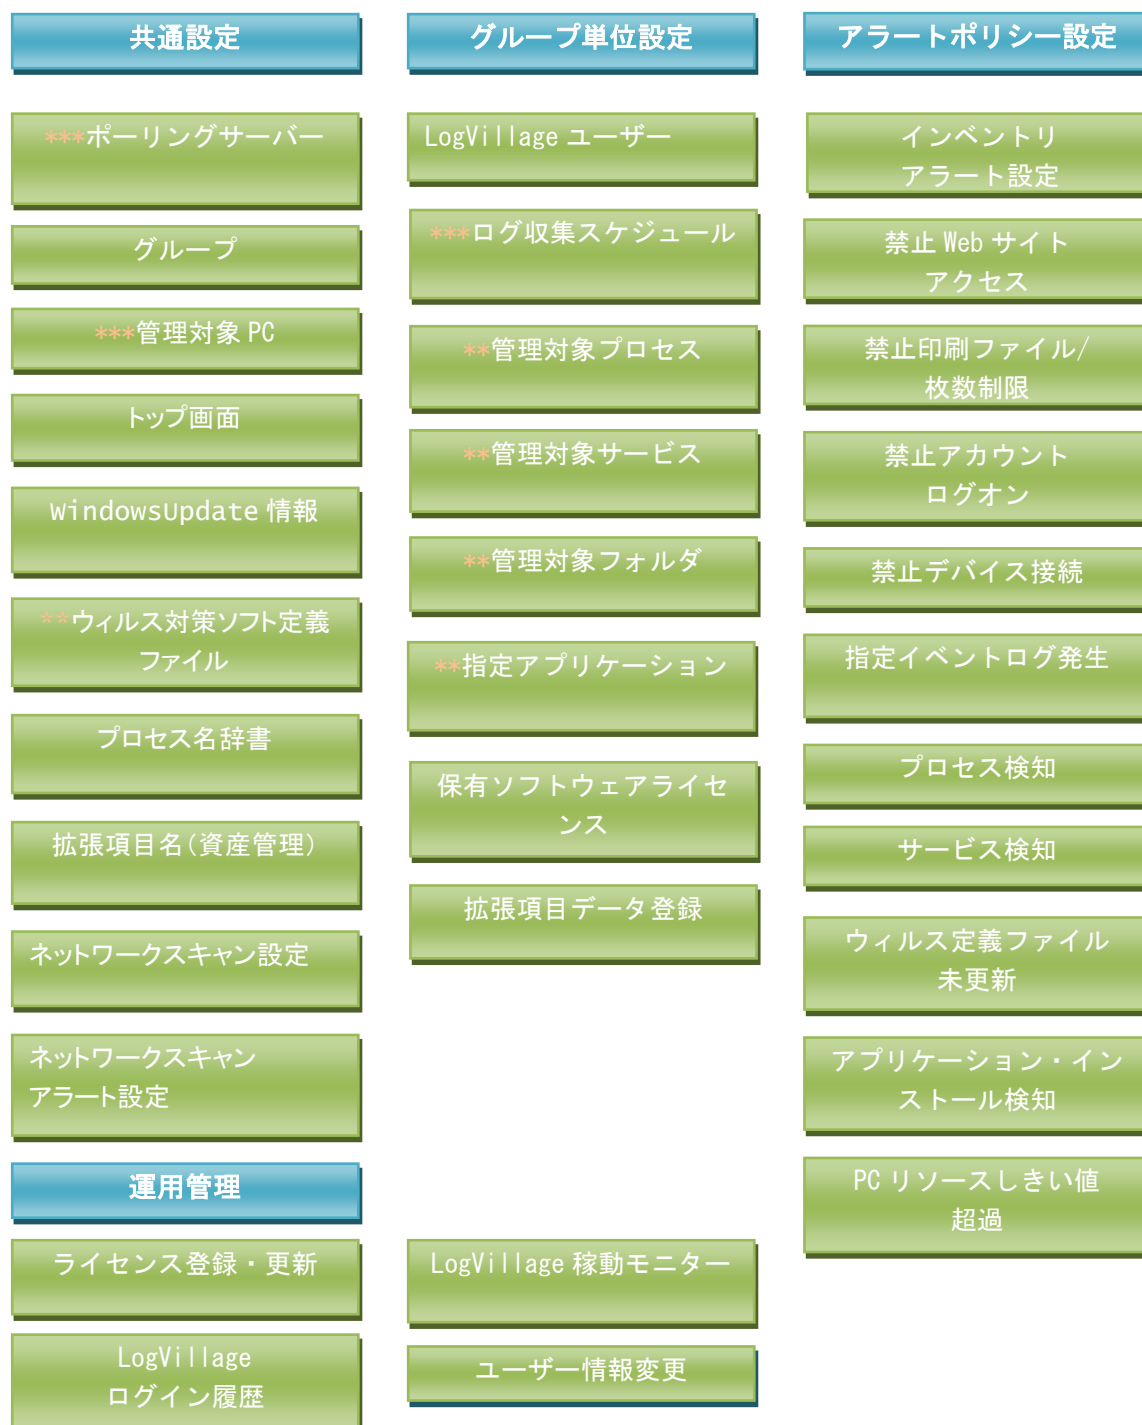 共通設定
***ポーリングサーバー
グループ
***管理対象 PC
トップ画面
WindowsUpdate 情報
**ウィルス対策ソフト定義
ファイル
プロセス名辞書
拡張項目名(資産管理)
ネットワークスキャン設定
ネットワークスキャン
アラート設定
グループ単位設定
LogVillage ユーザー
***ログ収集スケジュール
**管理対象プロセス
**管理対象サービス
**管理対象フォルダ
**指定アプリケーション
保有ソフトウェアライセ
ンス
拡張項目データ登録
アラートポリシー設定
インベントリ
アラート設定
禁止 Web サイト
アクセス
禁止印刷ファイル/
枚数制限
禁止アカウント
ログオン
禁止デバイス接続
指定イベントログ発生
プロセス検知
サービス検知
ウィルス定義ファイル
未更新
アプリケーション・イン
ストール検知
PC リソースしきい値
超過
運用管理
ライセンス登録・更新
LogVillage
ログイン履歴
LogVillage 稼動モニター
ユーザー情報変更